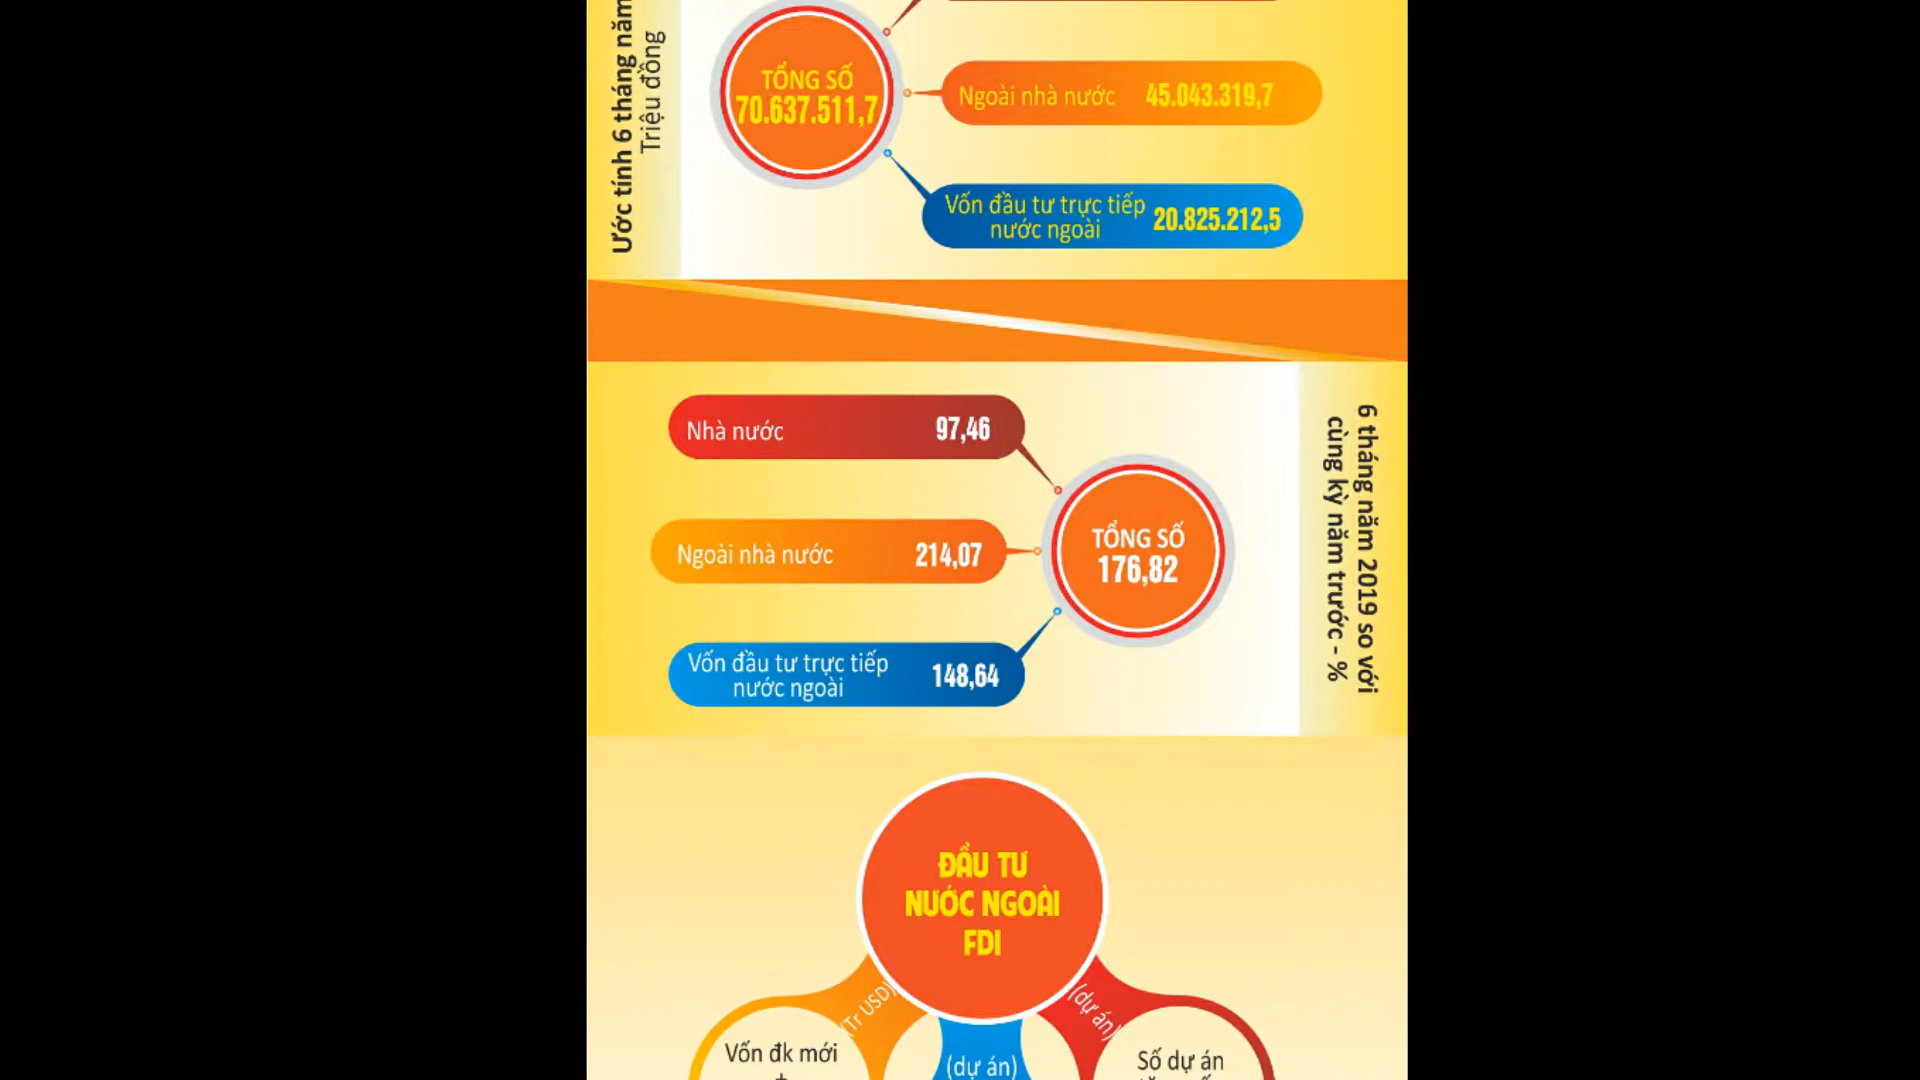 Ước tính 6 tháng năm
Triệu đồng
TỔNG SỐ
70.637.511,7
Ngoài nhà nước 45.043.319,7
Vốn đầu tư trực tiếp
nước ngoài
20.825.212,5
Nhà nước 97,46
Ngoài nhà nước 214,07
Vốn đầu tư trực tiếp
nước ngoài
148,64
TỔNG SỐ
176,82
6 tháng năm 2019 so với
cùng kỳ năm trước - %
ĐẦU TƯ
NƯỚC NGOÀI
FDI
(Tr USD)
(dự án)
(dự án)
Vốn đk mới
Số dự án